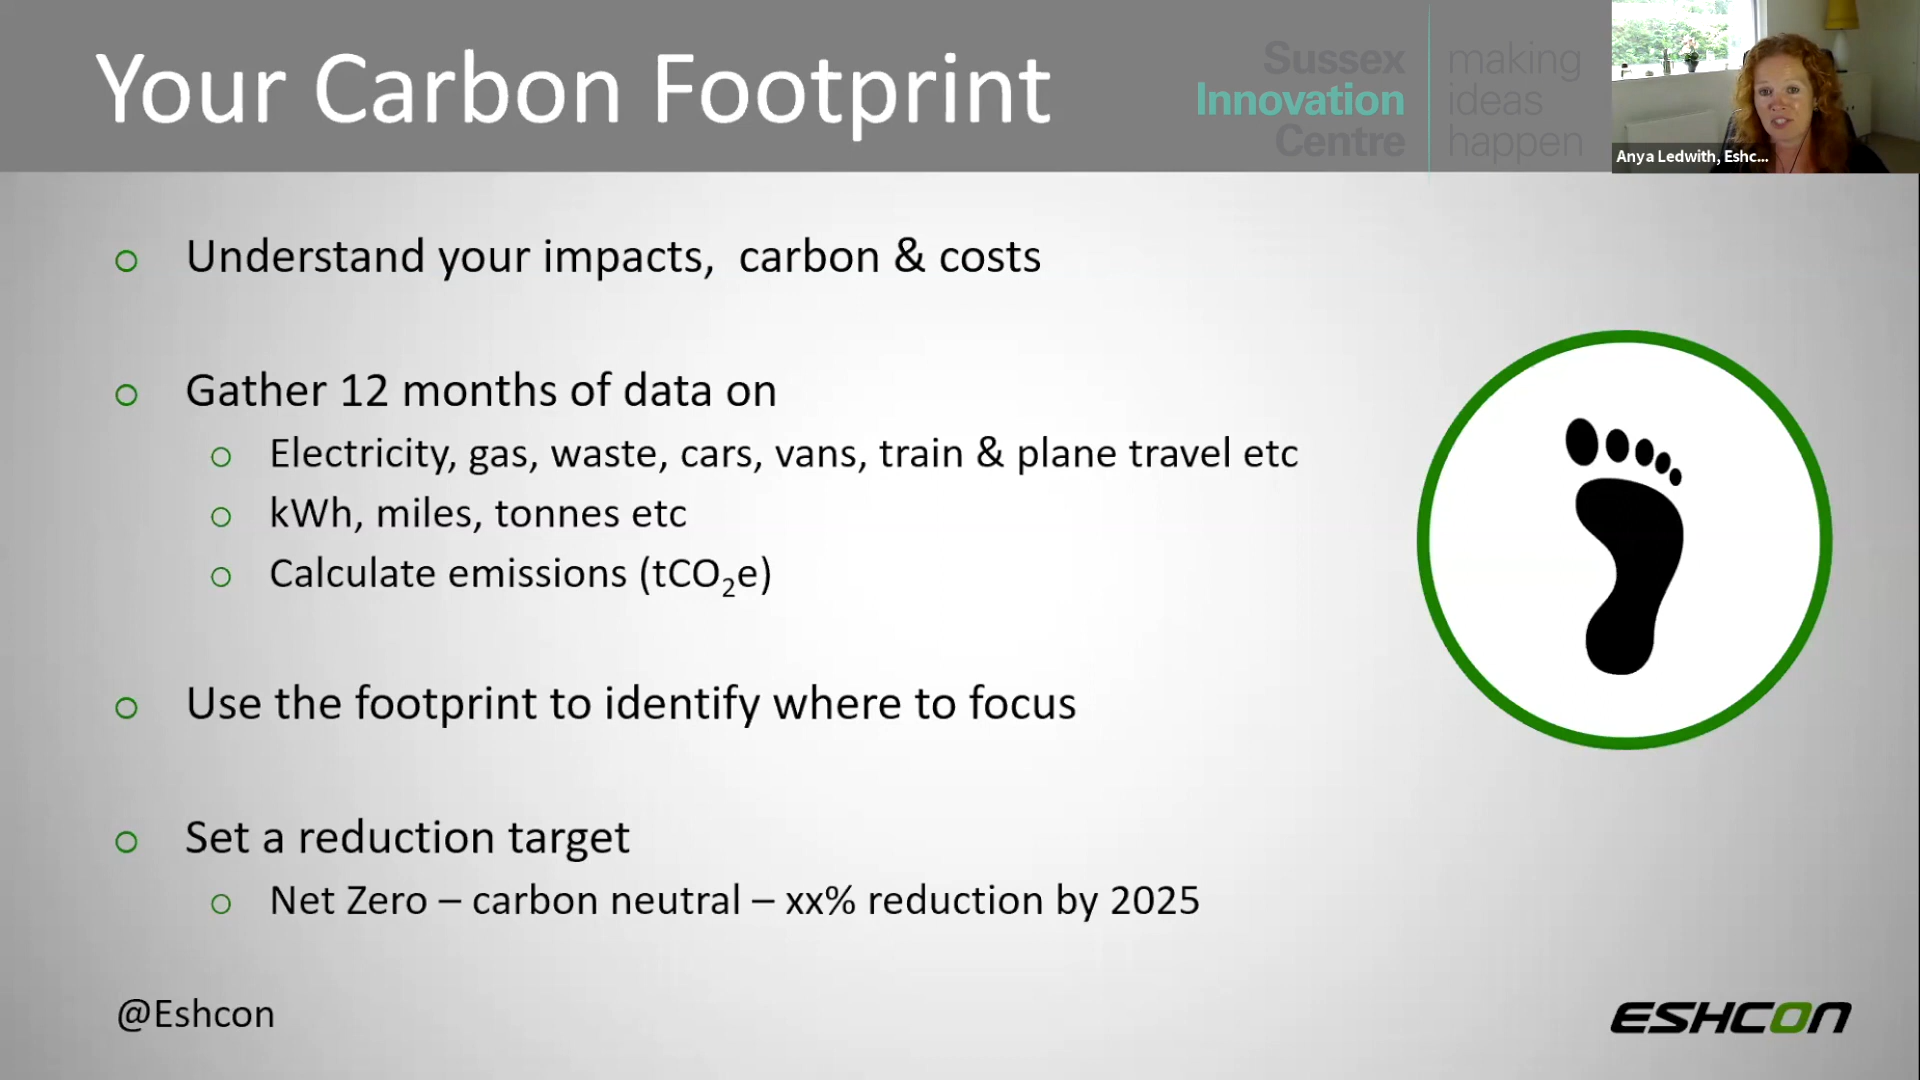 Your Carbon Footprint
Sussex
Innovation
Centre
making
ideas
happen
Anya Ledwith, Eshc...
Understand your impacts,  carbon & costs
Gather 12 months of data on
Electricity, gas, waste, cars, vans, train & plane travel etc
kWh, miles, tonnes etc
Calculate emissions (tCO₂e)
Use the footprint to identify where to focus
Set a reduction target
Net Zero – carbon neutral – xx% reduction by 2025
@Eshcon
ESHCON